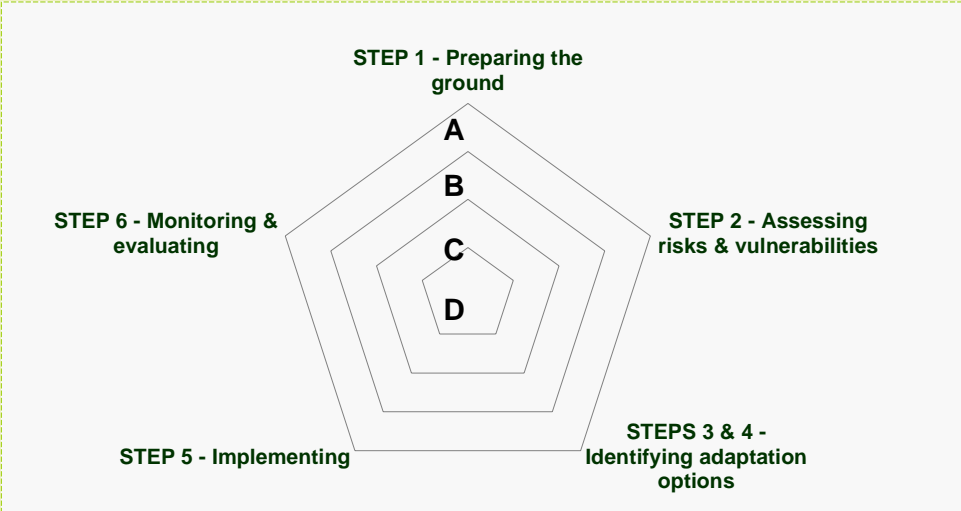 STEP 1 - Preparing the
ground
A
B
C
D
STEP 2 - Assessing
risks & vulnerabilities
STEPS 3 & 4 -
Identifying adaptation
options
STEP 5 - Implementing
STEP 6 - Monitoring &
evaluating